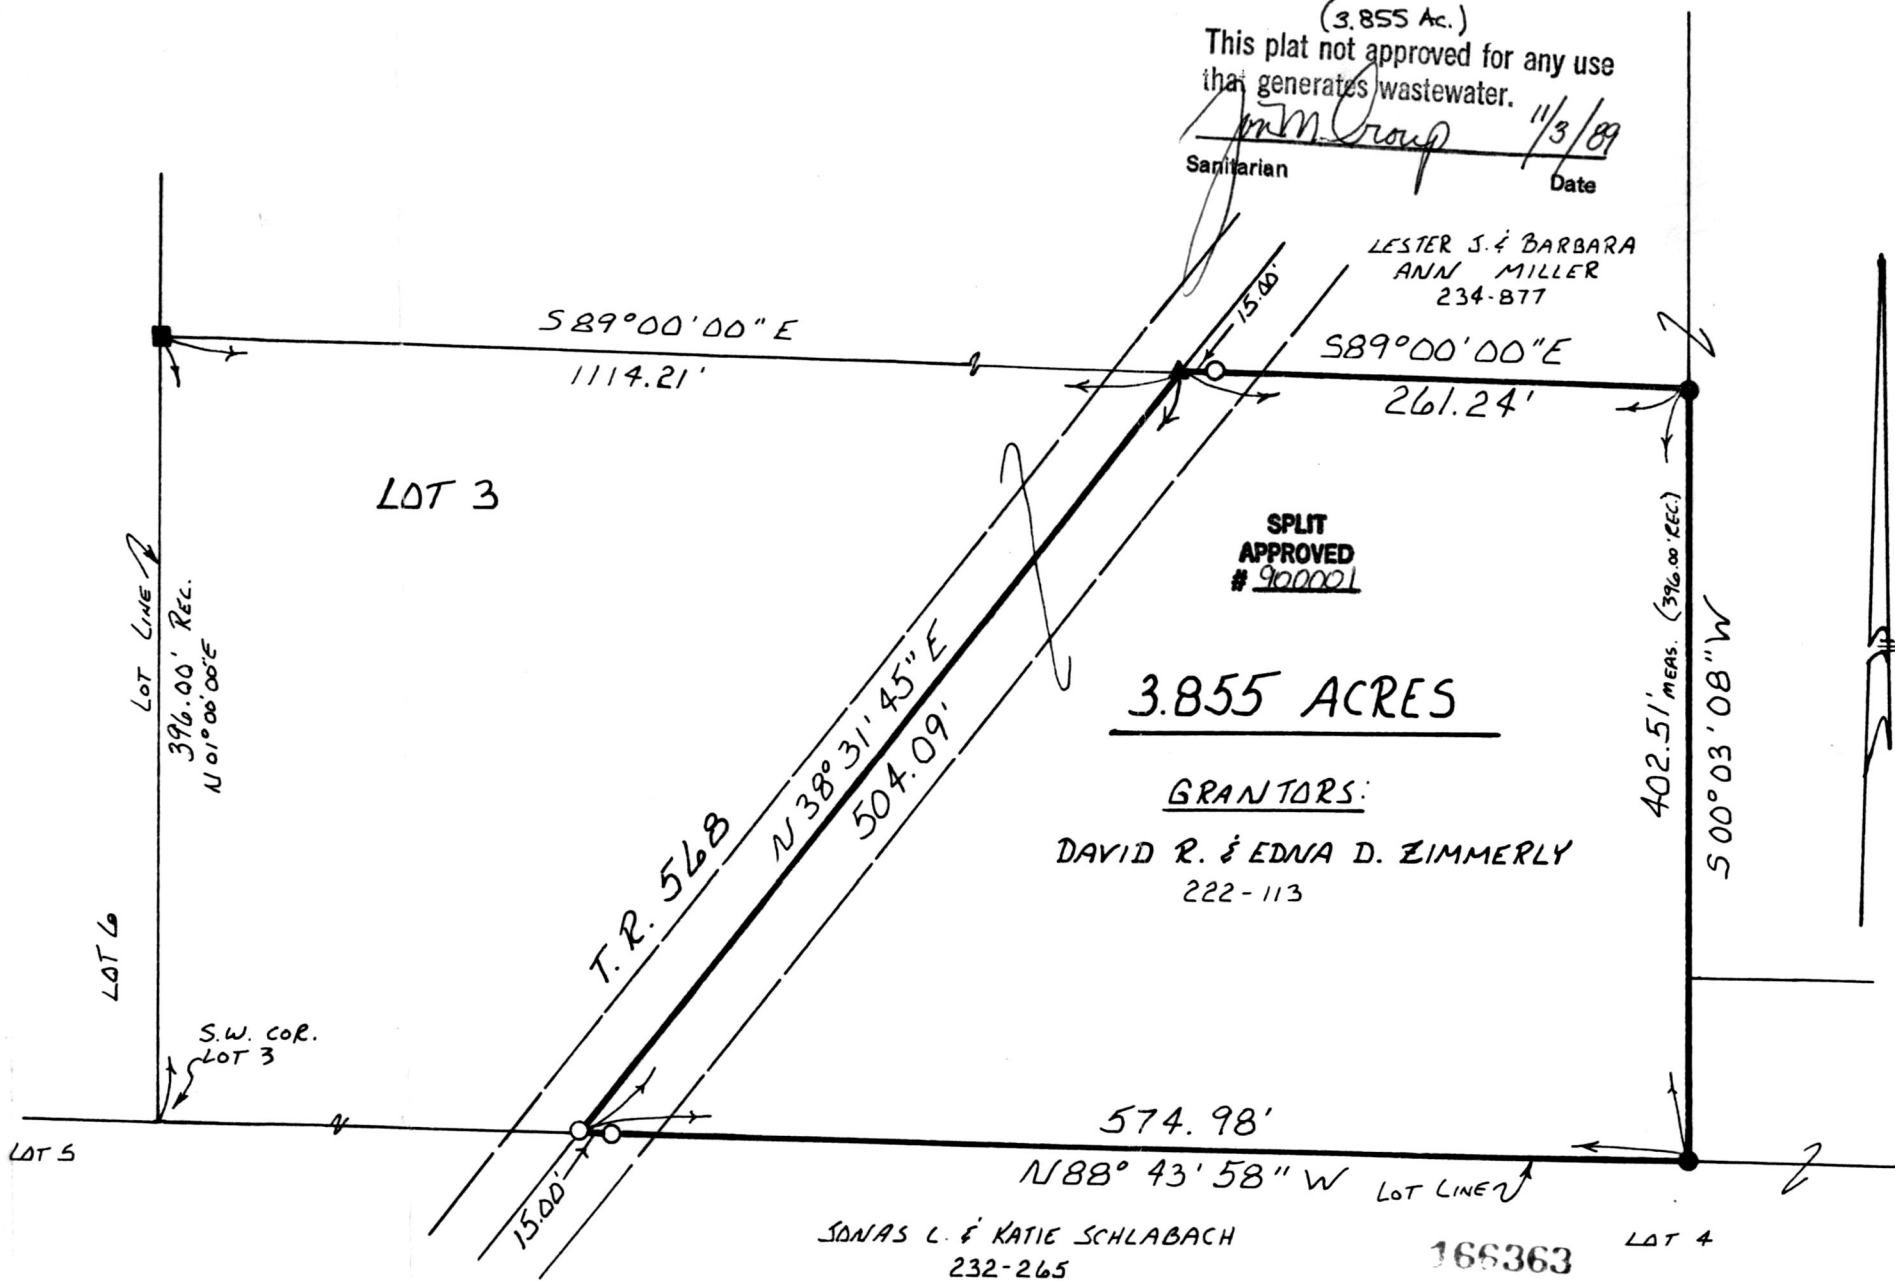 (3.855 Ac.)
This plat not approved for any use
that generates wastewater.
11/3/89
Sanitarian
Date
LESTER J. & BARBARA
ANN MILLER
234-877
S89°00'00"E
1114.21'
15.00'
S89°00'00"E
261.24'
LOT 3
SPLIT
APPROVED
# 900001
LOT LINE
396.00' REC.
N01°00'00"E
402.51' MEAS. (396.00' REC.)
S00°03'08"W
N38°31'45"E
504.09'
T. R. 568
3.855 ACRES
GRANTORS:
DAVID R. & EDNA D. ZIMMERLY
222-113
LOT 6
S.W. COR.
LOT 3
LOT 5
15.00'
574.98'
N88°43'58"W
LOT LINE
JONAS L. & KATIE SCHLABACH
232-265
LOT 4
166363